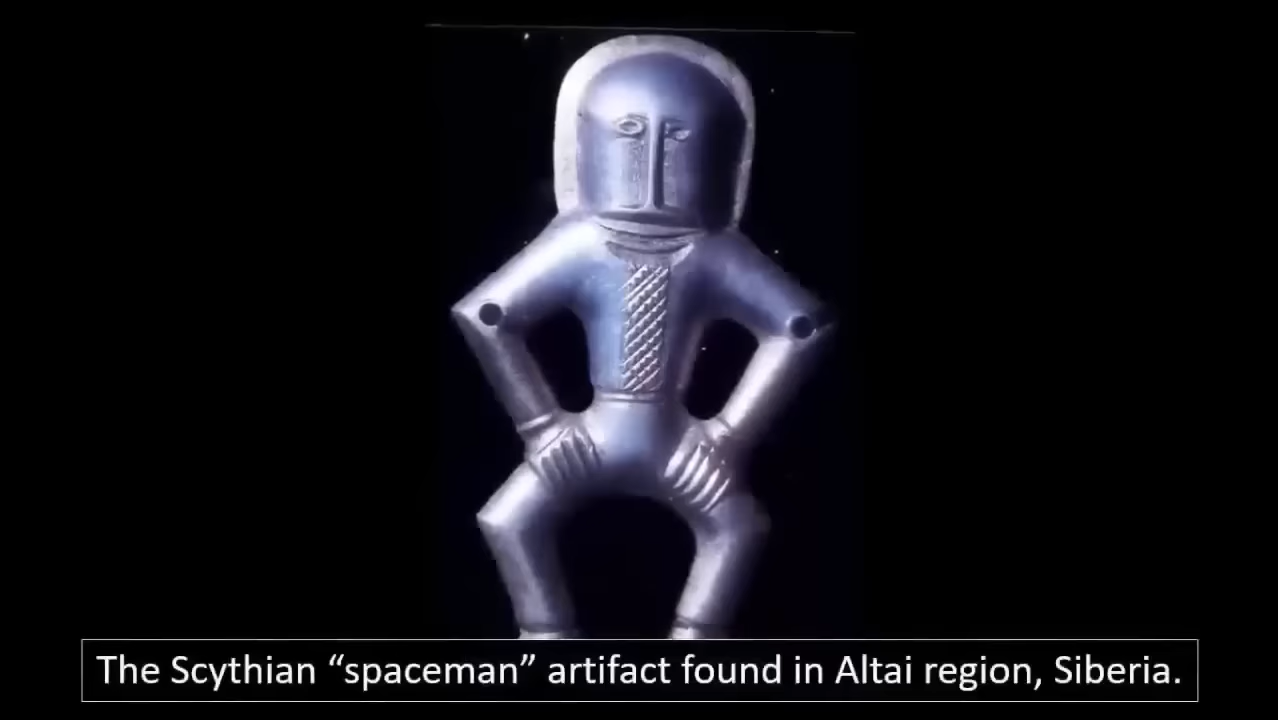 The Scythian “spaceman” artifact found in Altai region, Siberia.